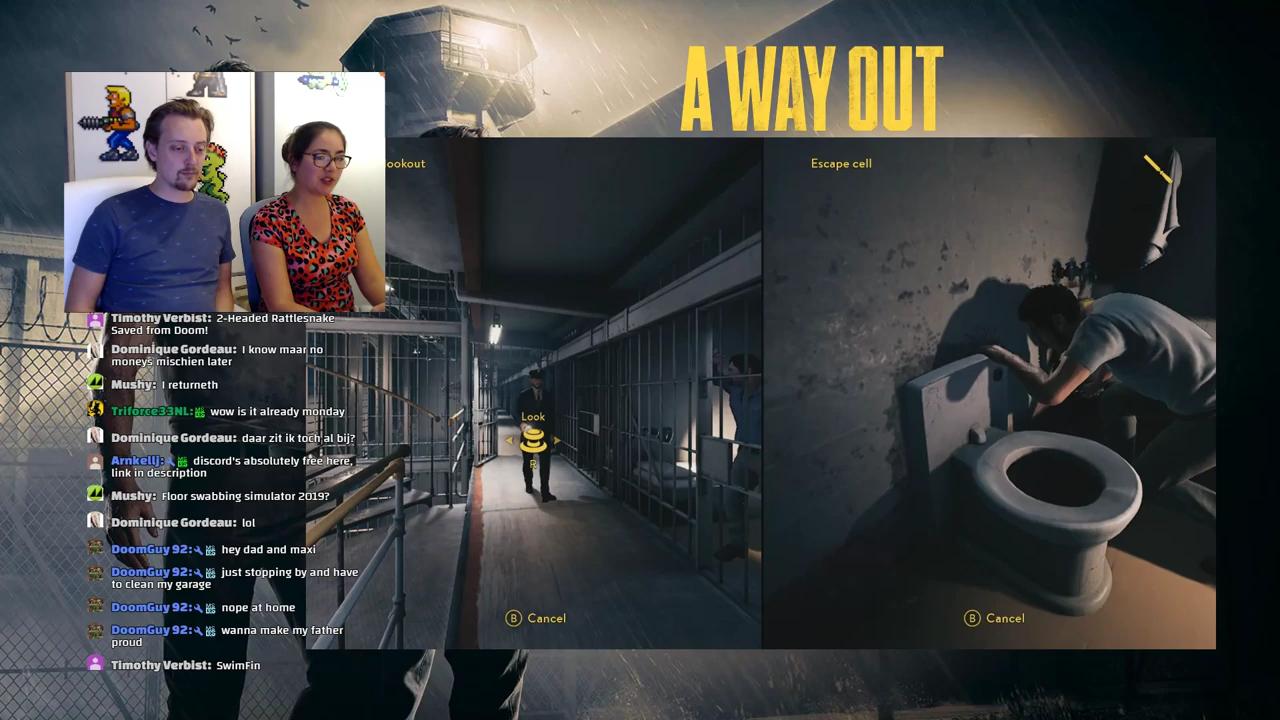 A WAY OUT
ookout
Escape cell
Look
R
B Cancel
B Cancel
Timothy Verbist: 2-Headed Rattlesnake
Saved from Doom!
Dominique Gordeau: I know maar no
moneys mischien later
Mushy: I returneth
Triforce33NL: wow is it already monday
Dominique Gordeau: daar zit ik toch al bij?
Arnkellj: discord's absolutely free here,
link in description
Mushy: Floor swabbing simulator 2019?
Dominique Gordeau: lol
DoomGuy 92: hey dad and maxi
DoomGuy 92: just stopping by and have
to clean my garage
DoomGuy 92: nope at home
DoomGuy 92: wanna make my father
proud
Timothy Verbist: SwimFin